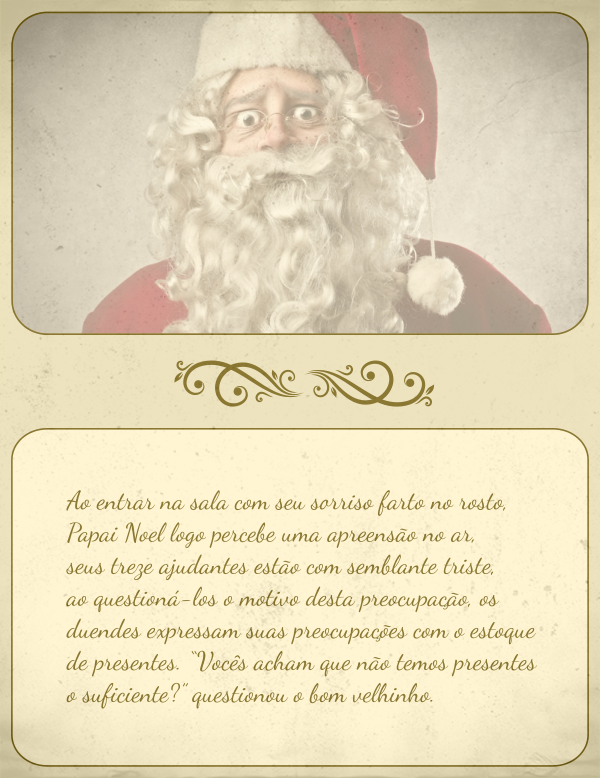 Ao entrar na sala com seu sorriso farto no rosto,
Papai Noel logo percebe uma apreensão no ar,
seus treze ajudantes estão com semblante triste,
ao questioná-los o motivo desta preocupação, os
duendes expressam suas preocupações com o estoque
de presentes. "Vocês acham que não temos presentes
o suficiente?" questionou o bom velhinho.